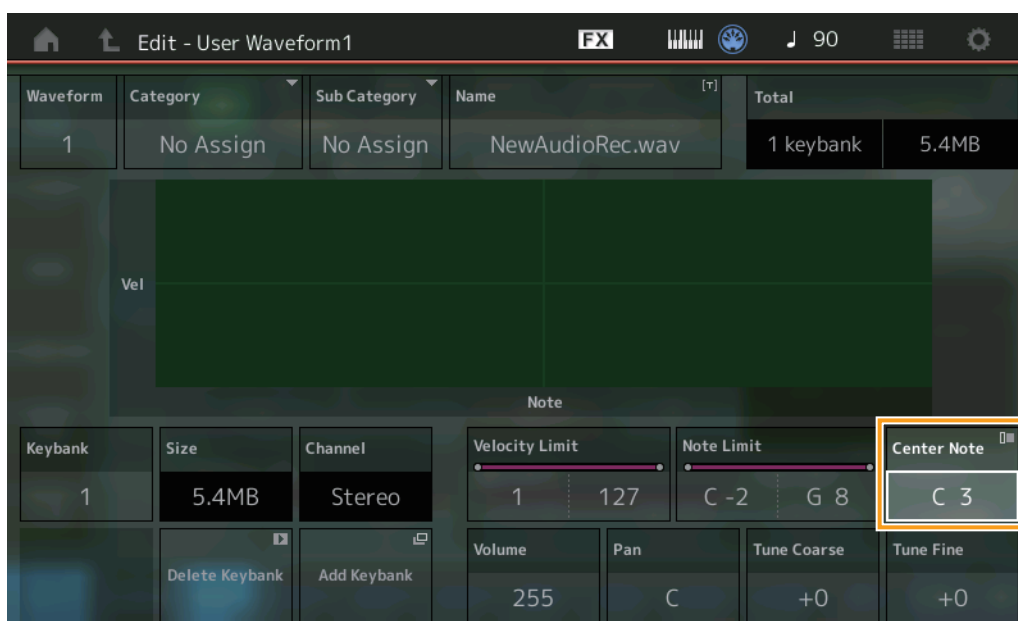 Edit - User Waveform1 FX ♩ 90
Waveform Category Sub Category Name [T] Total
1 No Assign No Assign NewAudioRec.wav 1 keybank 5.4MB
Vel
Note
Keybank Size Channel Velocity Limit Note Limit Center Note
1 5.4MB Stereo 1 127 C -2 G 8 C 3
Delete Keybank Add Keybank Volume Pan Tune Coarse Tune Fine
255 C +0 +0